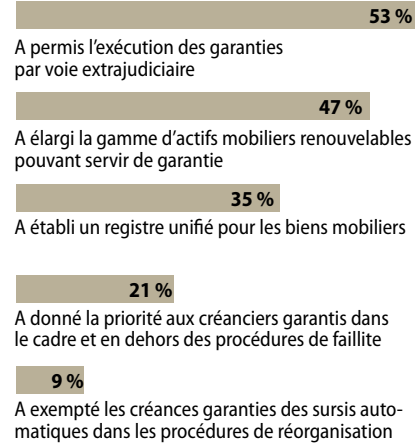 53 %
A permis l’exécution des garanties
par voie extrajudiciaire
47 %
A élargi la gamme d’actifs mobiliers renouvelables
pouvant servir de garantie
35 %
A établi un registre unifié pour les biens mobiliers
21 %
A donné la priorité aux créanciers garantis dans
le cadre et en dehors des procédures de faillite
9 %
A exempté les créances garanties des sursis auto-
matiques dans les procédures de réorganisation